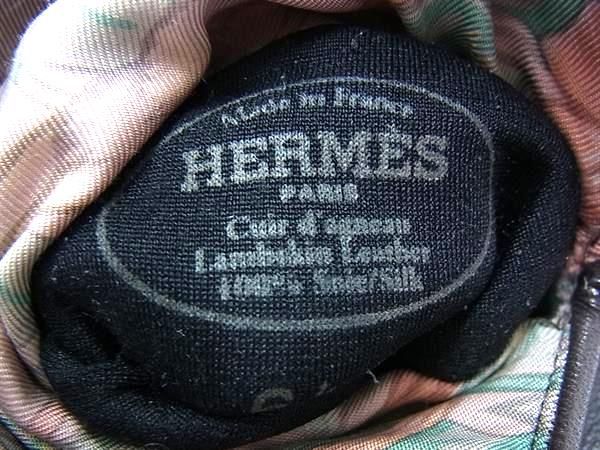 Made in France
HERMÈS
PARIS
Cuir d'agneau
Lambskin Leather
100% Soie/Silk